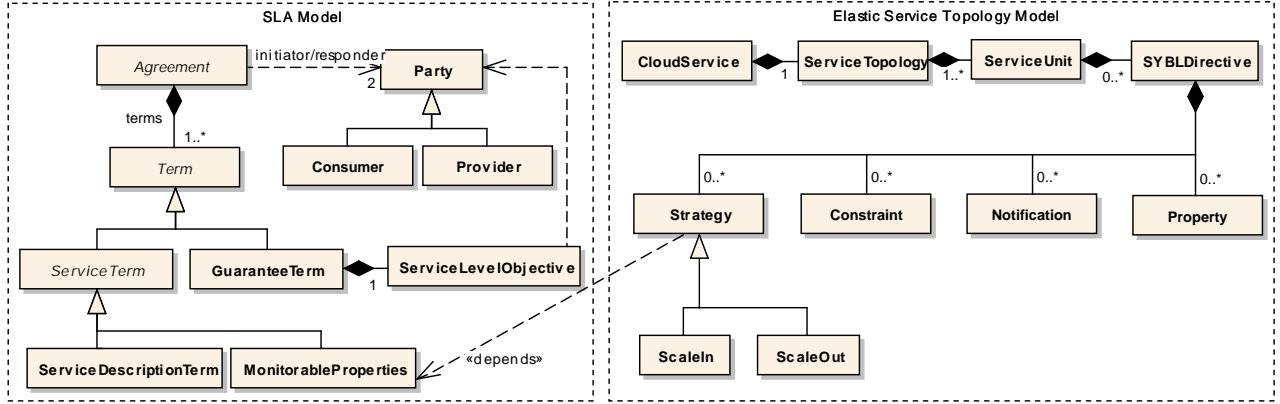 SLA Model
Agreement
initiator/responder
Party
2
terms
1..*
Term
Consumer
Provider
ServiceTerm
GuaranteeTerm
1
ServiceLevelObjective
ServiceDescriptionTerm
MonitorableProperties
«depends»
Elastic Service Topology Model
CloudService
1
ServiceTopology
1..*
ServiceUnit
0..*
SYBLDirective
0..*
0..*
0..*
0..*
Strategy
Constraint
Notification
Property
ScaleIn
ScaleOut